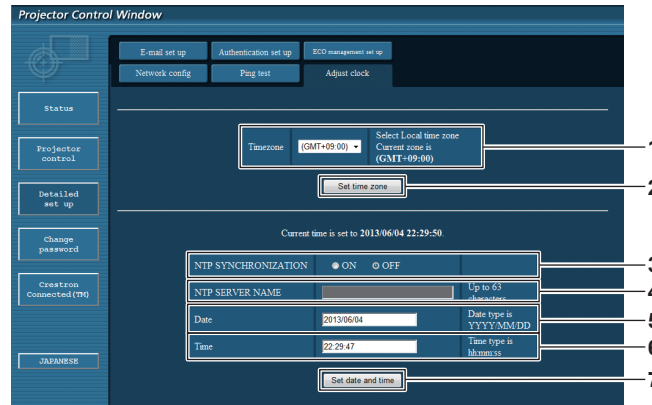 Projector Control Window
E-mail set up
Authentication set up
ECO management set up
Network config
Ping test
Adjust clock
Status
Projector
control
Detailed
set up
Change
password
Crestron
Connected(TM)
JAPANESE
Timezone
(GMT+09:00)
Select Local time zone
Current zone is
(GMT+09:00)
1
Set time zone
2
Current time is set to 2013/06/04 22:29:50.
NTP SYNCHRONIZATION
ON
OFF
3
NTP SERVER NAME
Up to 63
characters
4
Date
2013/06/04
Date type is
YYYY/MM/DD
5
Time
22:29:47
Time type is
hh:mm:ss
6
Set date and time
7